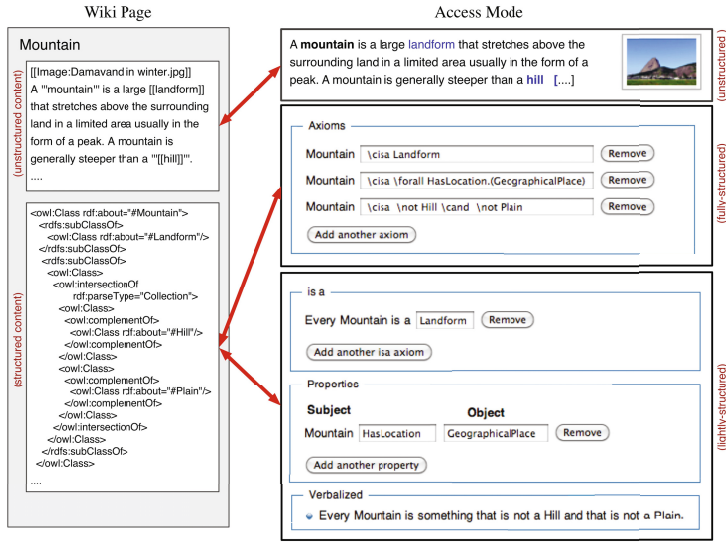 Wiki Page
Access Mode
Mountain
(unstructured content)
[[Image:Damavand in winter.jpg]]
A '''mountain''' is a large [[landform]]
that stretches above the surrounding
land in a limited area usually in the
form of a peak. A mountain is
generally steeper than a '''[[hill]]'''.
....
(structured content)
<owl:Class rdf:about="#Mountain">
<rdfs:subClassOf>
<owl:Class rdf:about="#Landform"/>
</rdfs:subClassOf>
<rdfs:subClassOf>
<owl:Class>
<owl:intersectionOf
rdf:parseType="Collection">
<owl:Class>
<owl:complementOf>
<owl:Class rdf:about="#Hill"/>
</owl:complementOf>
</owl:Class>
<owl:Class>
<owl:complementOf>
<owl:Class rdf:about="#Plain"/>
</owl:complementOf>
</owl:Class>
</owl:intersectionOf>
</owl:Class>
</rdfs:subClassOf>
</owl:Class>
....
A mountain is a large landform that stretches above the
surrounding land in a limited area usually in the form of a
peak. A mountain is generally steeper than a hill [....]
(unstructured )
Axioms
Mountain \cisa Landform Remove
Mountain \cisa \forall HasLocation.(GeographicalPlace) Remove
Mountain \cisa \not Hill \cand \not Plain Remove
Add another axiom
(fully-structured)
is a
Every Mountain is a Landform Remove
Add another isa axiom
Properties
Subject Object
Mountain HasLocation GeographicalPlace Remove
Add another property
Verbalized
Every Mountain is something that is not a Hill and that is not a Plain.
(lightly-structured)